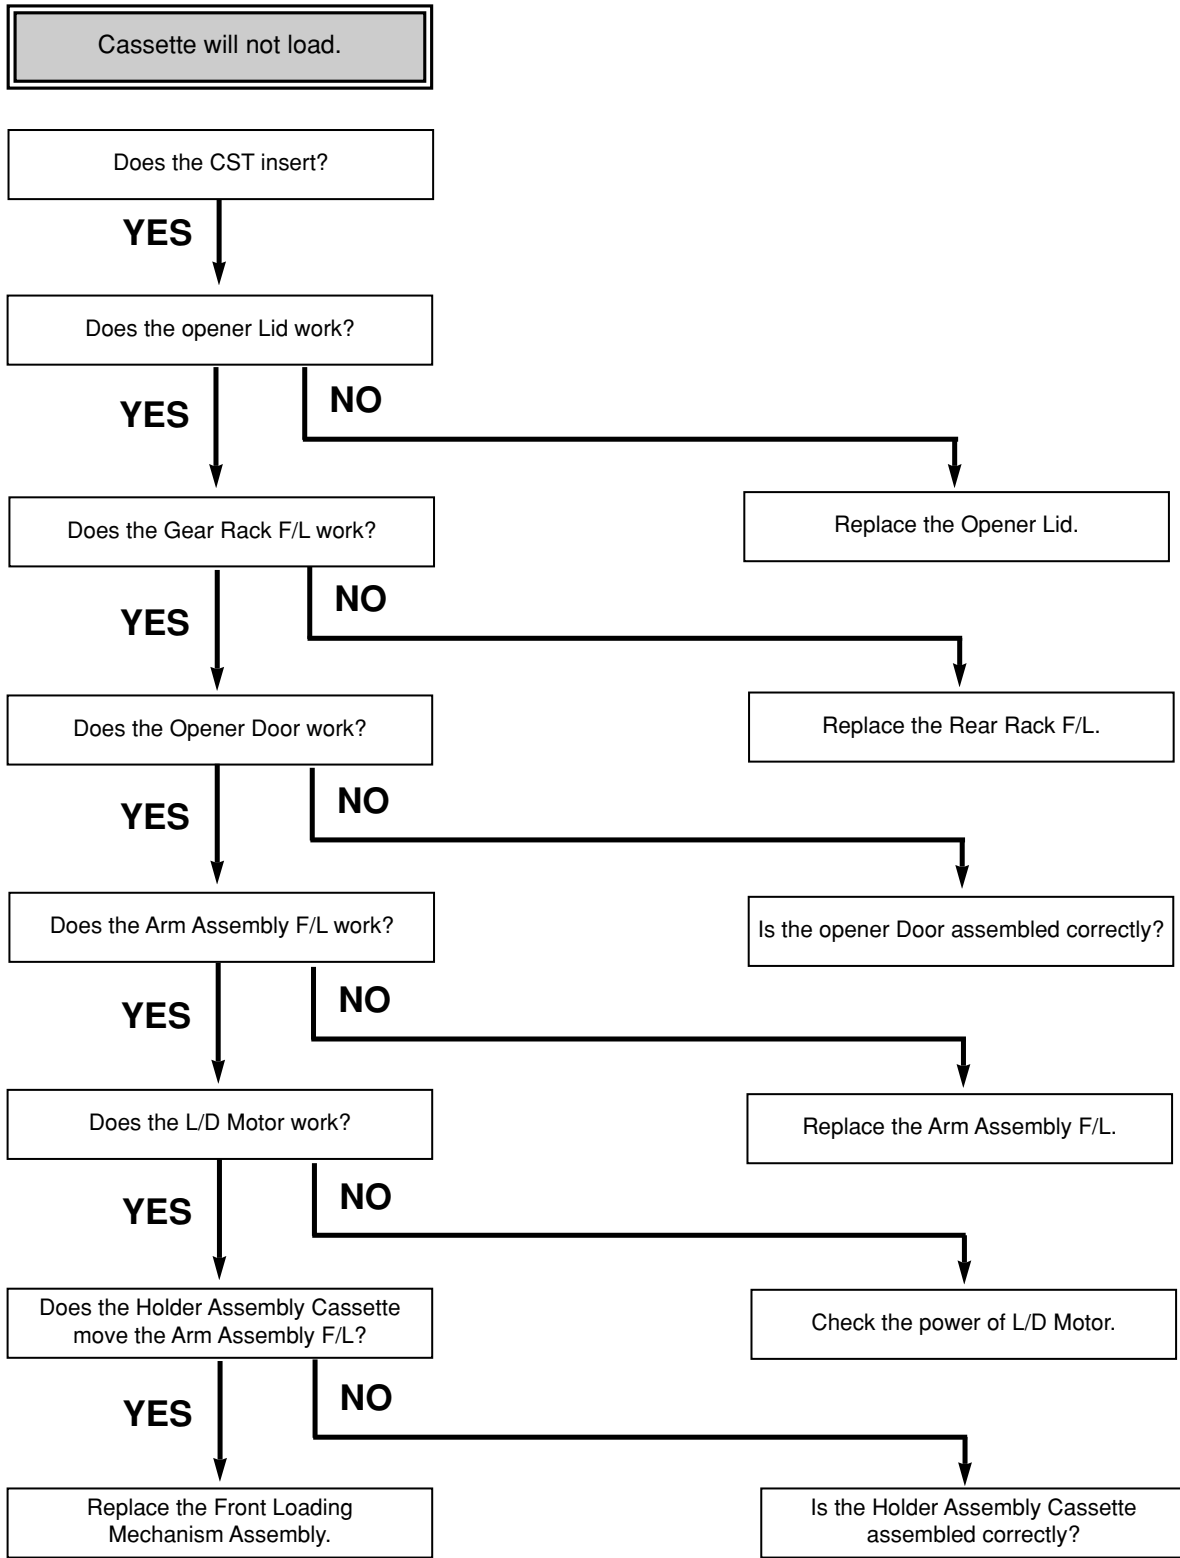 Cassette will not load.
Does the CST insert?
YES
Does the opener Lid work?
YES
NO
Does the Gear Rack F/L work?
Replace the Opener Lid.
YES
NO
Does the Opener Door work?
Replace the Rear Rack F/L.
YES
NO
Does the Arm Assembly F/L work?
Is the opener Door assembled correctly?
YES
NO
Does the L/D Motor work?
Replace the Arm Assembly F/L.
YES
NO
Does the Holder Assembly Cassette
move the Arm Assembly F/L?
Check the power of L/D Motor.
YES
NO
Replace the Front Loading
Mechanism Assembly.
Is the Holder Assembly Cassette
assembled correctly?